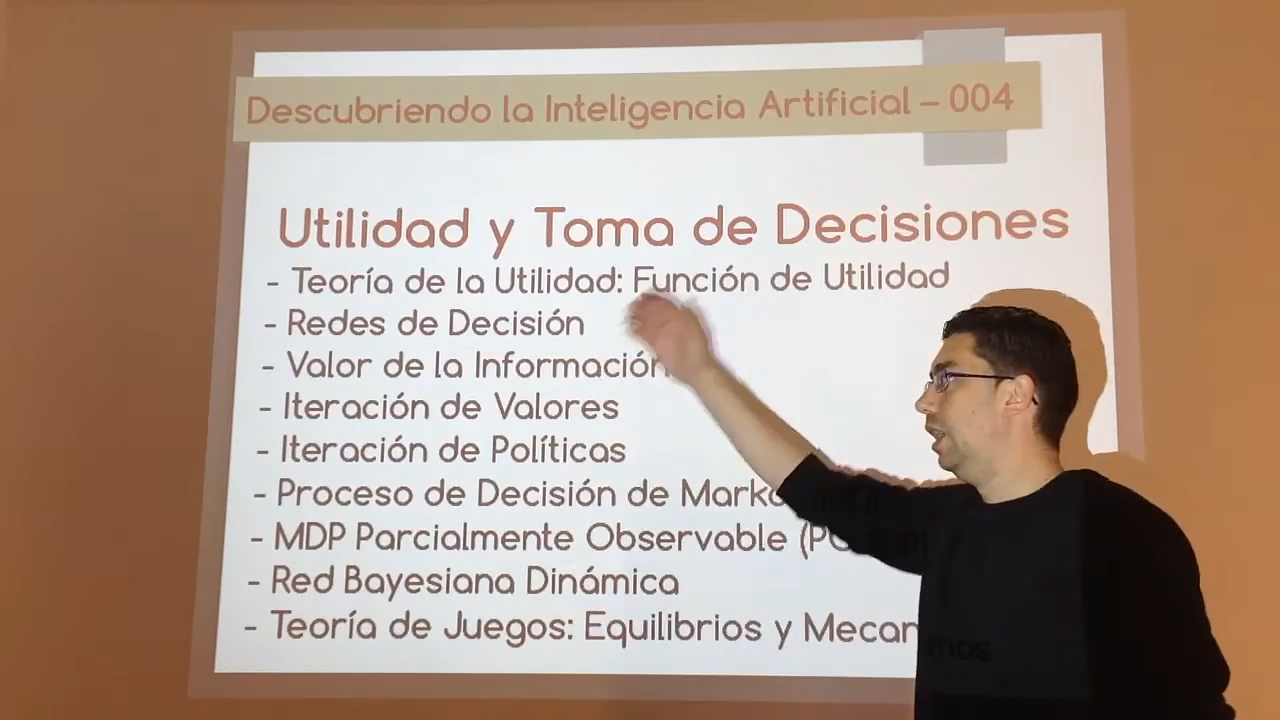 Descubriendo la Inteligencia Artificial – 004
Utilidad y Toma de Decisiones
- Teoría de la Utilidad: Función de Utilidad
- Redes de Decisión
- Valor de la Información
- Iteración de Valores
- Iteración de Políticas
- Proceso de Decisión de
- MDP Parcialmente Observable
- Red Bayesiana Dinámica
- Teoría de Juegos: Equilibrios y